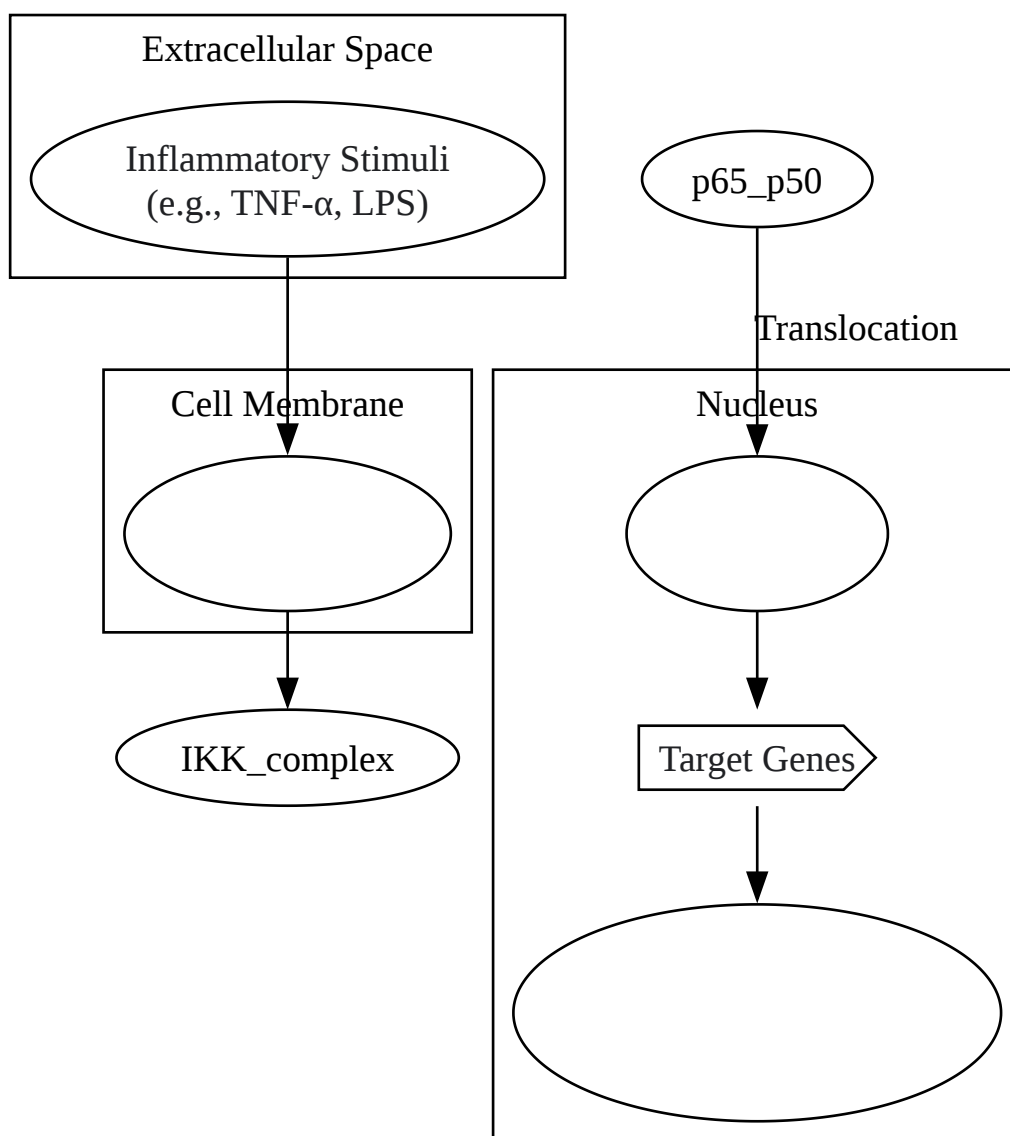 Extracellular Space
Inflammatory Stimuli
(e.g., TNF-α, LPS)
p65_p50
Translocation
Cell Membrane
Nucleus
IKK_complex
Target Genes